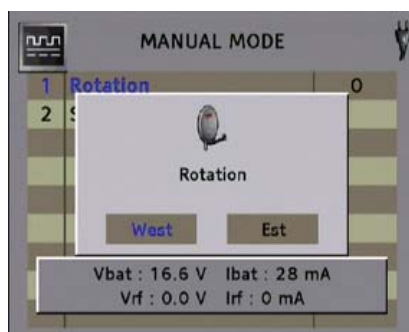 MANUAL MODE
1 Rotation 0
2 S
Rotation
West Est
Vbat : 16.6 V Ibat : 28 mA
Vrf : 0.0 V Irf : 0 mA